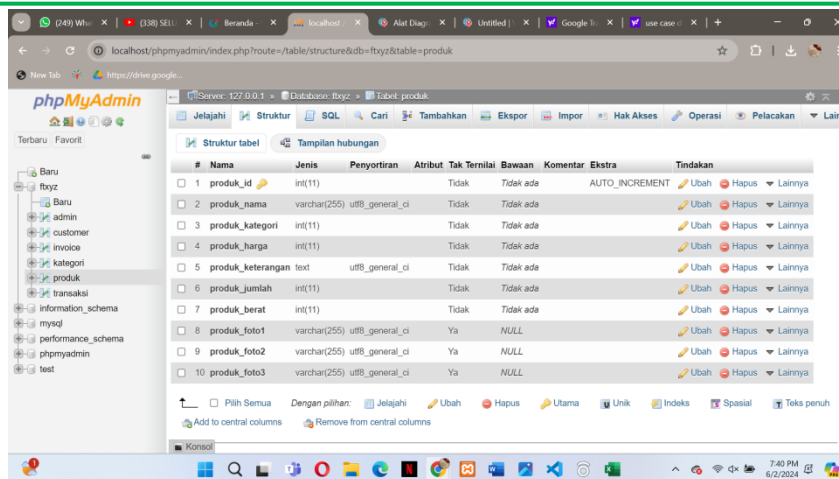 (249) Wha
(338) SELU
Beranda -
localhost /
Alat Diagr
Untitled
Google Tr
use case d
localhost/phpmyadmin/index.php?route=/table/structure&db=ftxyz&table=produk
New Tab
https://drive.google...
phpMyAdmin
Terbaru Favorit
Baru
ftxyz
Baru
admin
customer
invoice
kategori
produk
transaksi
information_schema
mysql
performance_schema
phpmyadmin
test
Server: 127.0.0.1 » Database: ftxyz » Tabel: produk
Jelajahi Struktur SQL Cari Tambahkan Ekspor Impor Hak Akses Operasi Pelacakan Lain
Struktur tabel Tampilan hubungan
# Nama Jenis Penyortiran Atribut Tak Ternilai Bawaan Komentar Ekstra Tindakan
1 produk_id int(11) Tidak Tidak ada AUTO_INCREMENT Ubah Hapus Lainnya
2 produk_nama varchar(255) utf8_general_ci Tidak Tidak ada Ubah Hapus Lainnya
3 produk_kategori int(11) Tidak Tidak ada Ubah Hapus Lainnya
4 produk_harga int(11) Tidak Tidak ada Ubah Hapus Lainnya
5 produk_keterangan text utf8_general_ci Tidak Tidak ada Ubah Hapus Lainnya
6 produk_jumlah int(11) Tidak Tidak ada Ubah Hapus Lainnya
7 produk_berat int(11) Tidak Tidak ada Ubah Hapus Lainnya
8 produk_foto1 varchar(255) utf8_general_ci Ya NULL Ubah Hapus Lainnya
9 produk_foto2 varchar(255) utf8_general_ci Ya NULL Ubah Hapus Lainnya
10 produk_foto3 varchar(255) utf8_general_ci Ya NULL Ubah Hapus Lainnya
Pilih Semua Dengan pilihan: Jelajahi Ubah Hapus Utama Unik Indeks Spasial Teks penuh
Add to central columns Remove from central columns
Konsol
7:40 PM
6/2/2024